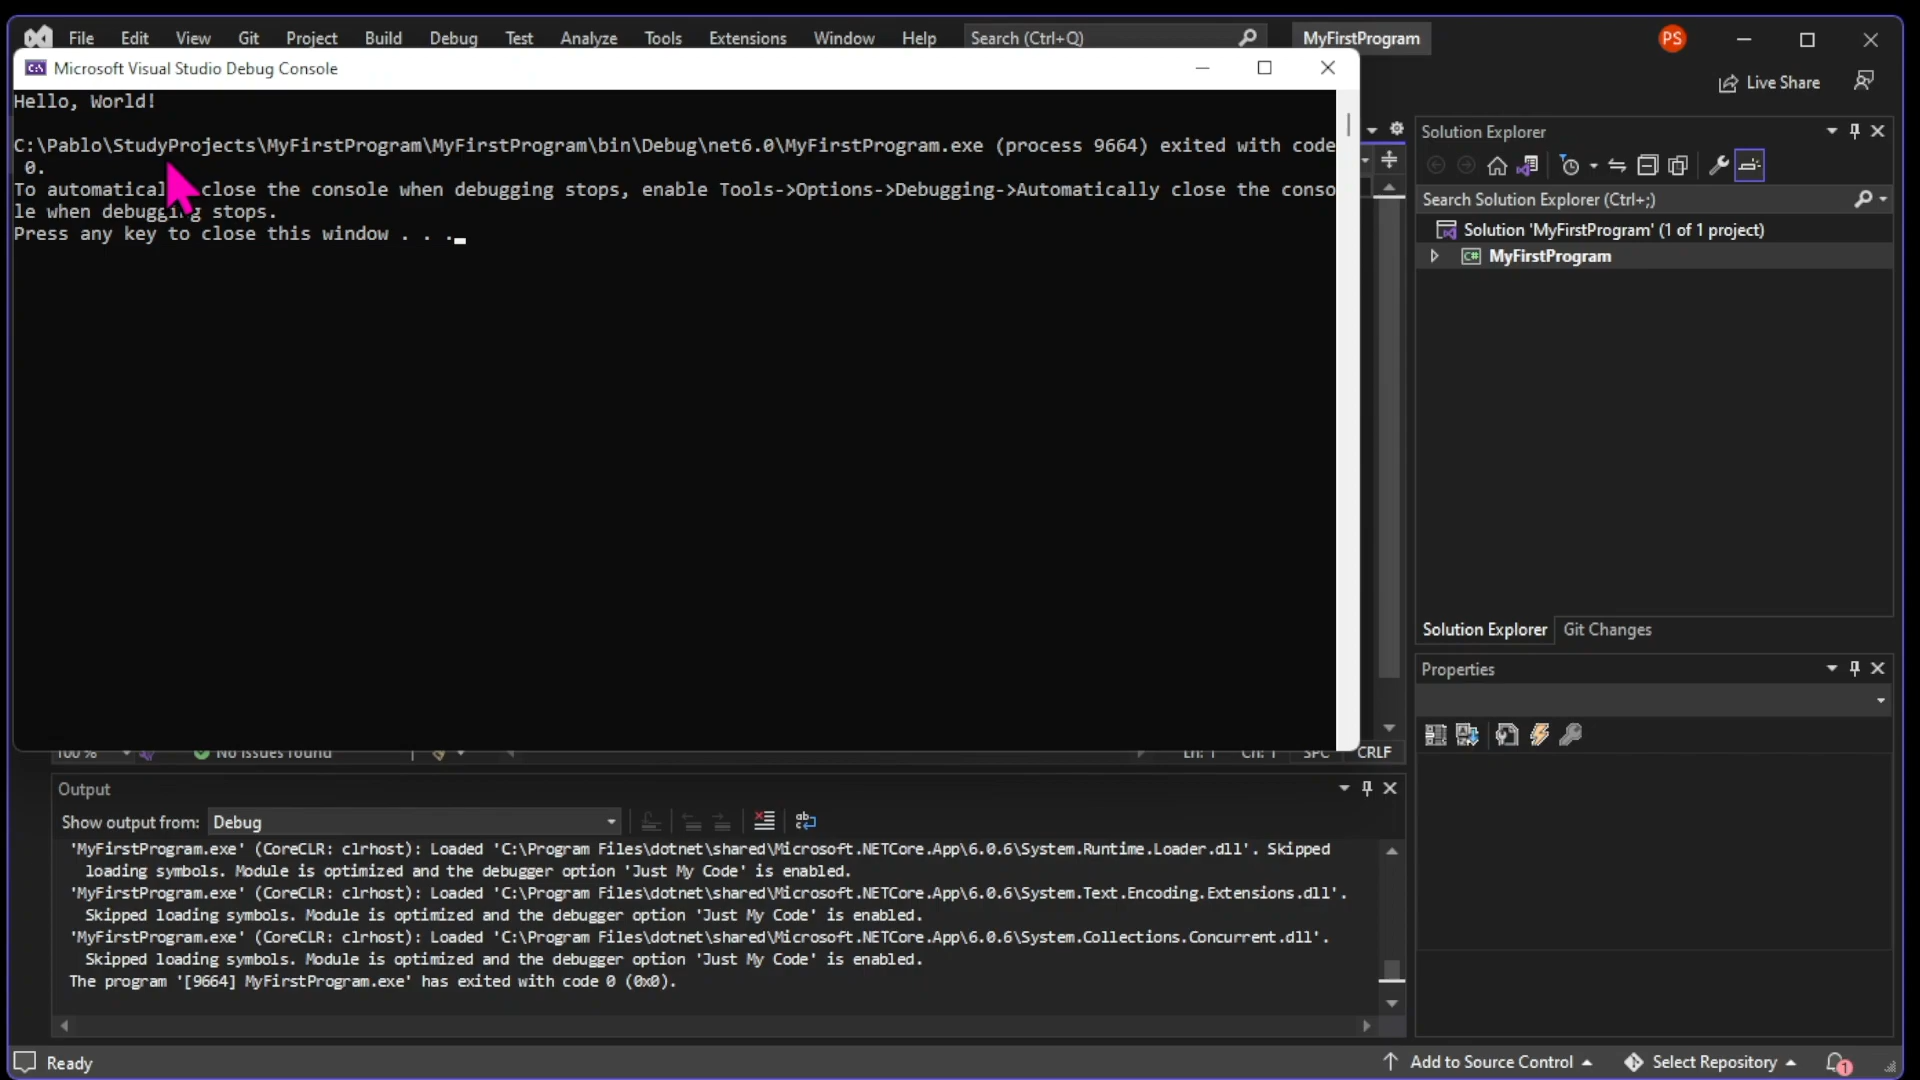 File Edit View Git Project Build Debug Test Analyze Tools Extensions Window Help Search (Ctrl+Q) MyFirstProgram PS
Microsoft Visual Studio Debug Console
Live Share
Hello, World!
C:\Pablo\StudyProjects\MyFirstProgram\MyFirstProgram\bin\Debug\net6.0\MyFirstProgram.exe (process 9664) exited with code
0.
To automatical close the console when debugging stops, enable Tools->Options->Debugging->Automatically close the conso
le when debugging stops.
Press any key to close this window . . .
Solution Explorer
Search Solution Explorer (Ctrl+;)
Solution 'MyFirstProgram' (1 of 1 project)
C# MyFirstProgram
Solution Explorer Git Changes
Properties
100 % No issues found Ln: 1 Ch: 1 SPC CRLF
Output
Show output from: Debug
'MyFirstProgram.exe' (CoreCLR: clrhost): Loaded 'C:\Program Files\dotnet\shared\Microsoft.NETCore.App\6.0.6\System.Runtime.Loader.dll'. Skipped
loading symbols. Module is optimized and the debugger option 'Just My Code' is enabled.
'MyFirstProgram.exe' (CoreCLR: clrhost): Loaded 'C:\Program Files\dotnet\shared\Microsoft.NETCore.App\6.0.6\System.Text.Encoding.Extensions.dll'.
Skipped loading symbols. Module is optimized and the debugger option 'Just My Code' is enabled.
'MyFirstProgram.exe' (CoreCLR: clrhost): Loaded 'C:\Program Files\dotnet\shared\Microsoft.NETCore.App\6.0.6\System.Collections.Concurrent.dll'.
Skipped loading symbols. Module is optimized and the debugger option 'Just My Code' is enabled.
The program '[9664] MyFirstProgram.exe' has exited with code 0 (0x0).
Ready Add to Source Control Select Repository 1